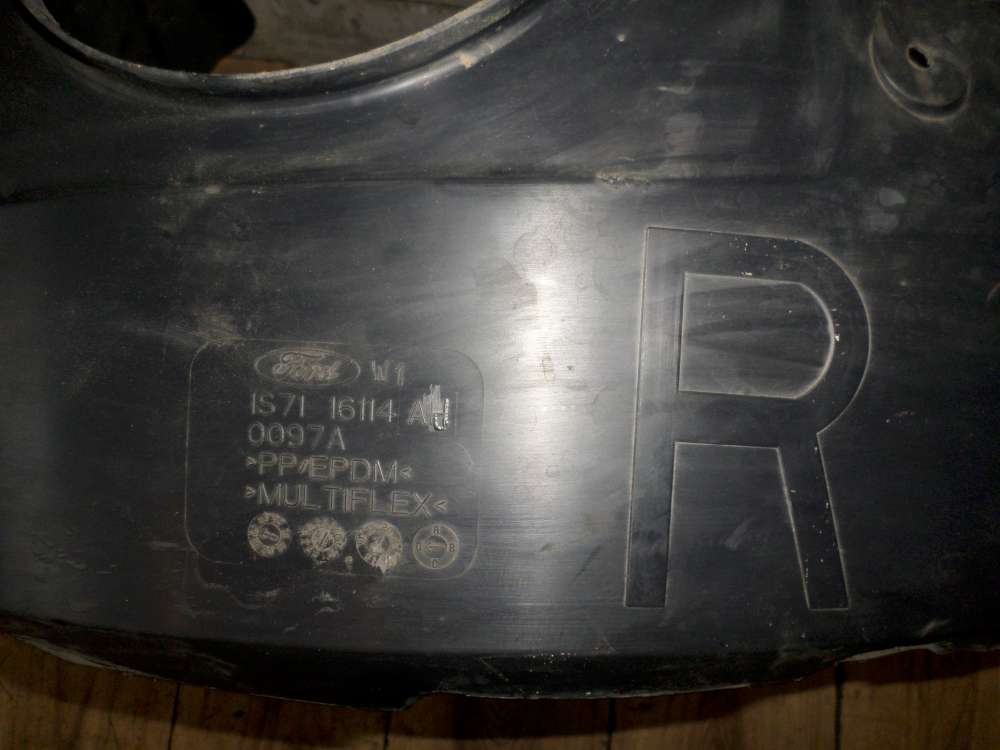 Ford W1
1S71 16114 A
0097A
>PP/EPDM<
>MULTIFLEX<
R